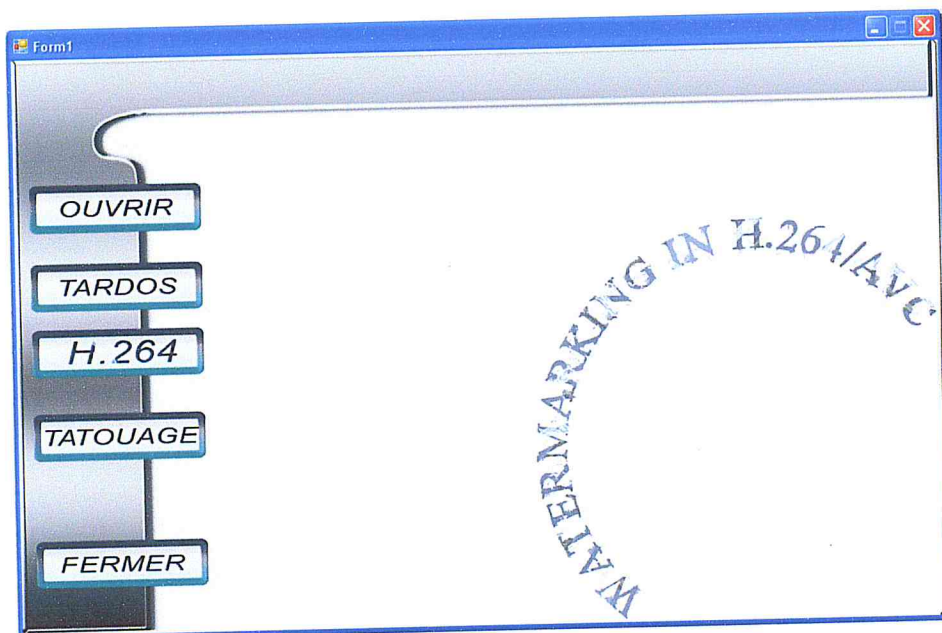 Form1
OUVRIR
TARDOS
H.264
TATOUAGE
FERMER
WATERMARKING IN H.264/AVC